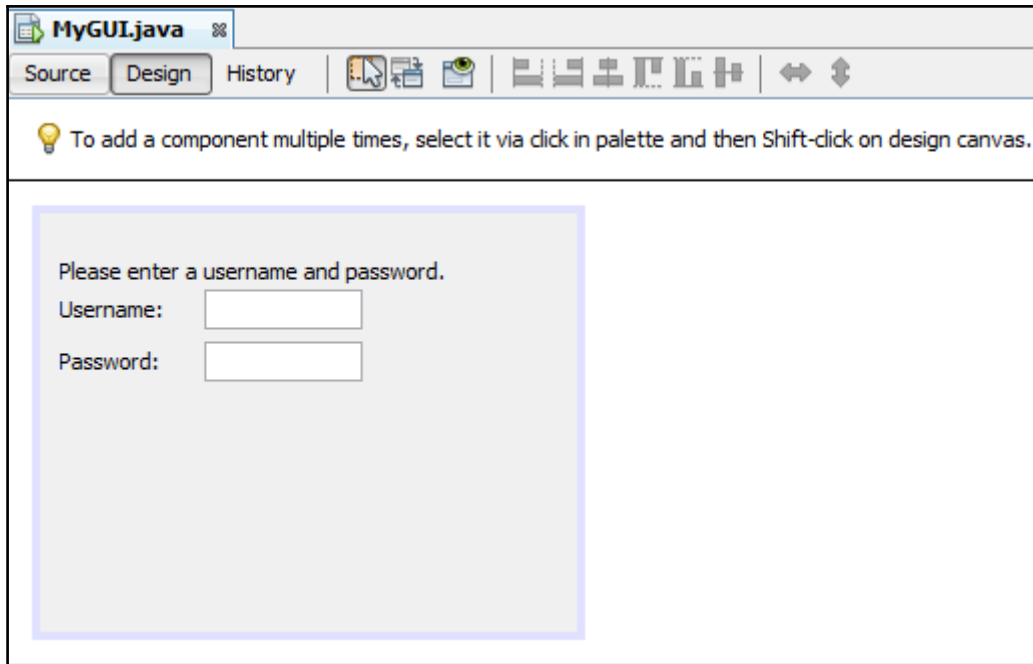 MyGUI.java
Source Design History
To add a component multiple times, select it via click in palette and then Shift-click on design canvas.
Please enter a username and password.
Username:
Password: